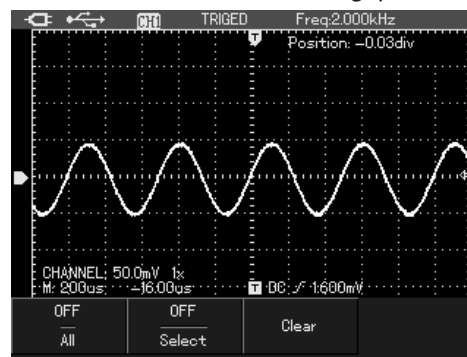 CH1 TRIGED Freq:2.000kHz
T Position: -0.03div
CHANNEL; 50.0mV 1x
M: 200us: -16.00us T DC; 1.600mV
OFF OFF Clear
All Select